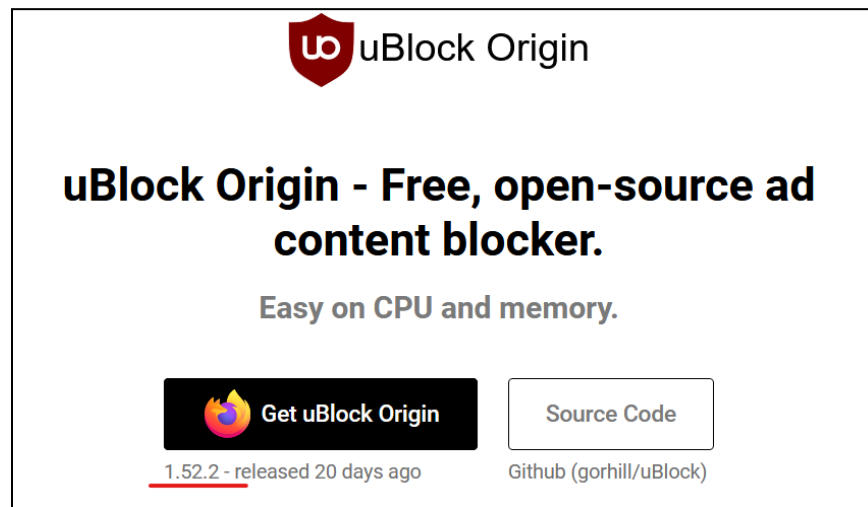 uo uBlock Origin
uBlock Origin - Free, open-source ad
content blocker.
Easy on CPU and memory.
Get uBlock Origin
Source Code
1.52.2 - released 20 days ago
Github (gorhill/uBlock)